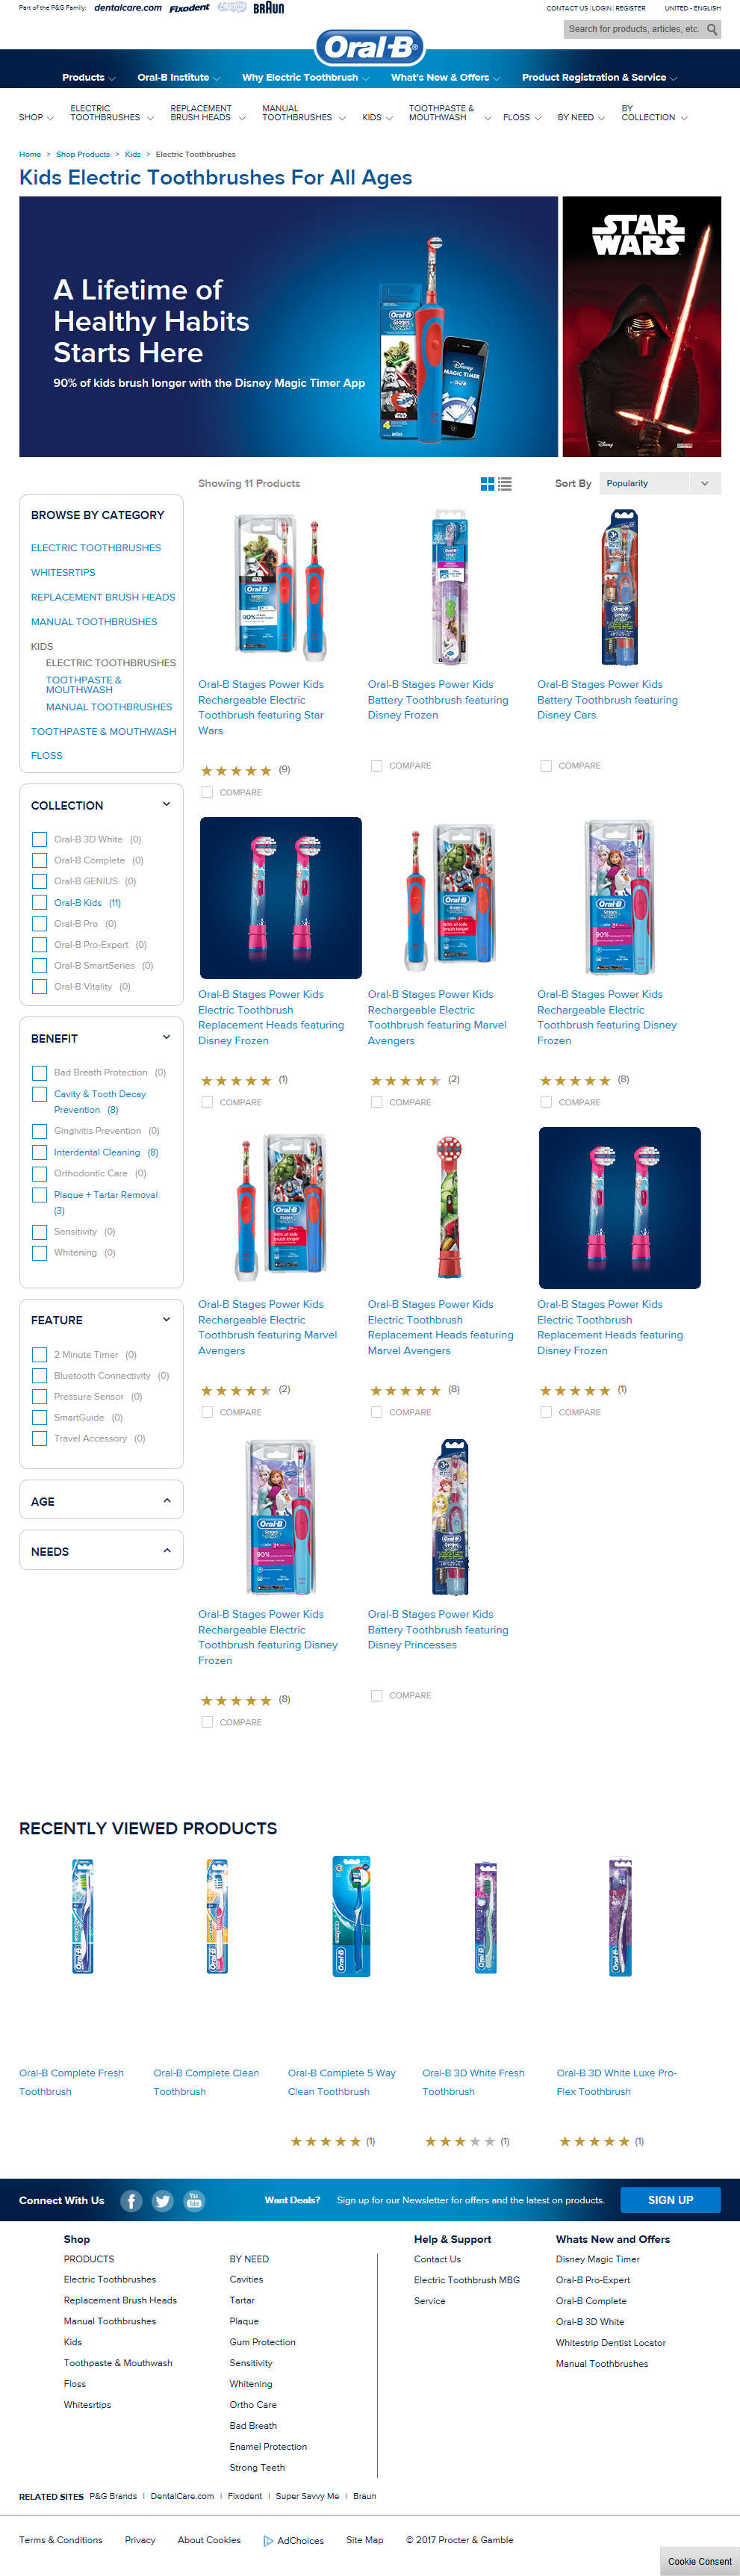 Part of the P&G Family: dentalcare.com Fixodent BRAUN
CONTACT US | LOGIN | REGISTER UNITED - ENGLISH
Search for products, articles, etc.
Oral-B
Products Oral-B Institute Why Electric Toothbrush What's New & Offers Product Registration & Service
SHOP ELECTRIC TOOTHBRUSHES REPLACEMENT BRUSH HEADS MANUAL TOOTHBRUSHES KIDS TOOTHPASTE & MOUTHWASH FLOSS BY NEED BY COLLECTION
Home > Shop Products > Kids > Electric Toothbrushes
Kids Electric Toothbrushes For All Ages
A Lifetime of
Healthy Habits
Starts Here
90% of kids brush longer with the Disney Magic Timer App
Oral-B
Disney
MAGIC TIMER
STAR
WARS
Disney
Showing 11 Products
Sort By Popularity
BROWSE BY CATEGORY
ELECTRIC TOOTHBRUSHES
WHITESRTIPS
REPLACEMENT BRUSH HEADS
MANUAL TOOTHBRUSHES
KIDS
ELECTRIC TOOTHBRUSHES
TOOTHPASTE &
MOUTHWASH
MANUAL TOOTHBRUSHES
TOOTHPASTE & MOUTHWASH
FLOSS
COLLECTION
Oral-B 3D White (0)
Oral-B Complete (0)
Oral-B GENIUS (0)
Oral-B Kids (11)
Oral-B Pro (0)
Oral-B Pro-Expert (0)
Oral-B SmartSeries (0)
Oral-B Vitality (0)
BENEFIT
Bad Breath Protection (0)
Cavity & Tooth Decay
Prevention (8)
Gingivitis Prevention (0)
Interdental Cleaning (8)
Orthodontic Care (0)
Plaque + Tartar Removal
(3)
Sensitivity (0)
Whitening (0)
FEATURE
2 Minute Timer (0)
Bluetooth Connectivity (0)
Pressure Sensor (0)
SmartGuide (0)
Travel Accessory (0)
AGE
NEEDS
Oral-B Stages Power Kids
Rechargeable Electric
Toothbrush featuring Star
Wars
(9)
COMPARE
Oral-B Stages Power Kids
Battery Toothbrush featuring
Disney Frozen
COMPARE
Oral-B Stages Power Kids
Battery Toothbrush featuring
Disney Cars
COMPARE
Oral-B Stages Power Kids
Electric Toothbrush
Replacement Heads featuring
Disney Frozen
(1)
COMPARE
Oral-B Stages Power Kids
Rechargeable Electric
Toothbrush featuring Marvel
Avengers
(2)
COMPARE
Oral-B Stages Power Kids
Rechargeable Electric
Toothbrush featuring Disney
Frozen
(8)
COMPARE
Oral-B Stages Power Kids
Rechargeable Electric
Toothbrush featuring Marvel
Avengers
(2)
COMPARE
Oral-B Stages Power Kids
Electric Toothbrush
Replacement Heads featuring
Marvel Avengers
(8)
COMPARE
Oral-B Stages Power Kids
Electric Toothbrush
Replacement Heads featuring
Disney Frozen
(1)
COMPARE
Oral-B Stages Power Kids
Rechargeable Electric
Toothbrush featuring Disney
Frozen
(8)
COMPARE
Oral-B Stages Power Kids
Battery Toothbrush featuring
Disney Princesses
COMPARE
RECENTLY VIEWED PRODUCTS
Oral-B Complete Fresh
Toothbrush
Oral-B Complete Clean
Toothbrush
Oral-B Complete 5 Way
Clean Toothbrush
(1)
Oral-B 3D White Fresh
Toothbrush
(1)
Oral-B 3D White Luxe Pro-
Flex Toothbrush
(1)
Connect With Us
Want Deals? Sign up for our Newsletter for offers and the latest on products. SIGN UP
Shop
PRODUCTS
Electric Toothbrushes
Replacement Brush Heads
Manual Toothbrushes
Kids
Toothpaste & Mouthwash
Floss
Whitesrtips
BY NEED
Cavities
Tartar
Plaque
Gum Protection
Sensitivity
Whitening
Ortho Care
Bad Breath
Enamel Protection
Strong Teeth
Help & Support
Contact Us
Electric Toothbrush MBG
Service
Whats New and Offers
Disney Magic Timer
Oral-B Pro-Expert
Oral-B Complete
Oral-B 3D White
Whitestrip Dentist Locator
Manual Toothbrushes
RELATED SITES P&G Brands | DentalCare.com | Fixodent | Super Savvy Me | Braun
Terms & Conditions Privacy About Cookies AdChoices Site Map © 2017 Procter & Gamble
Cookie Consent